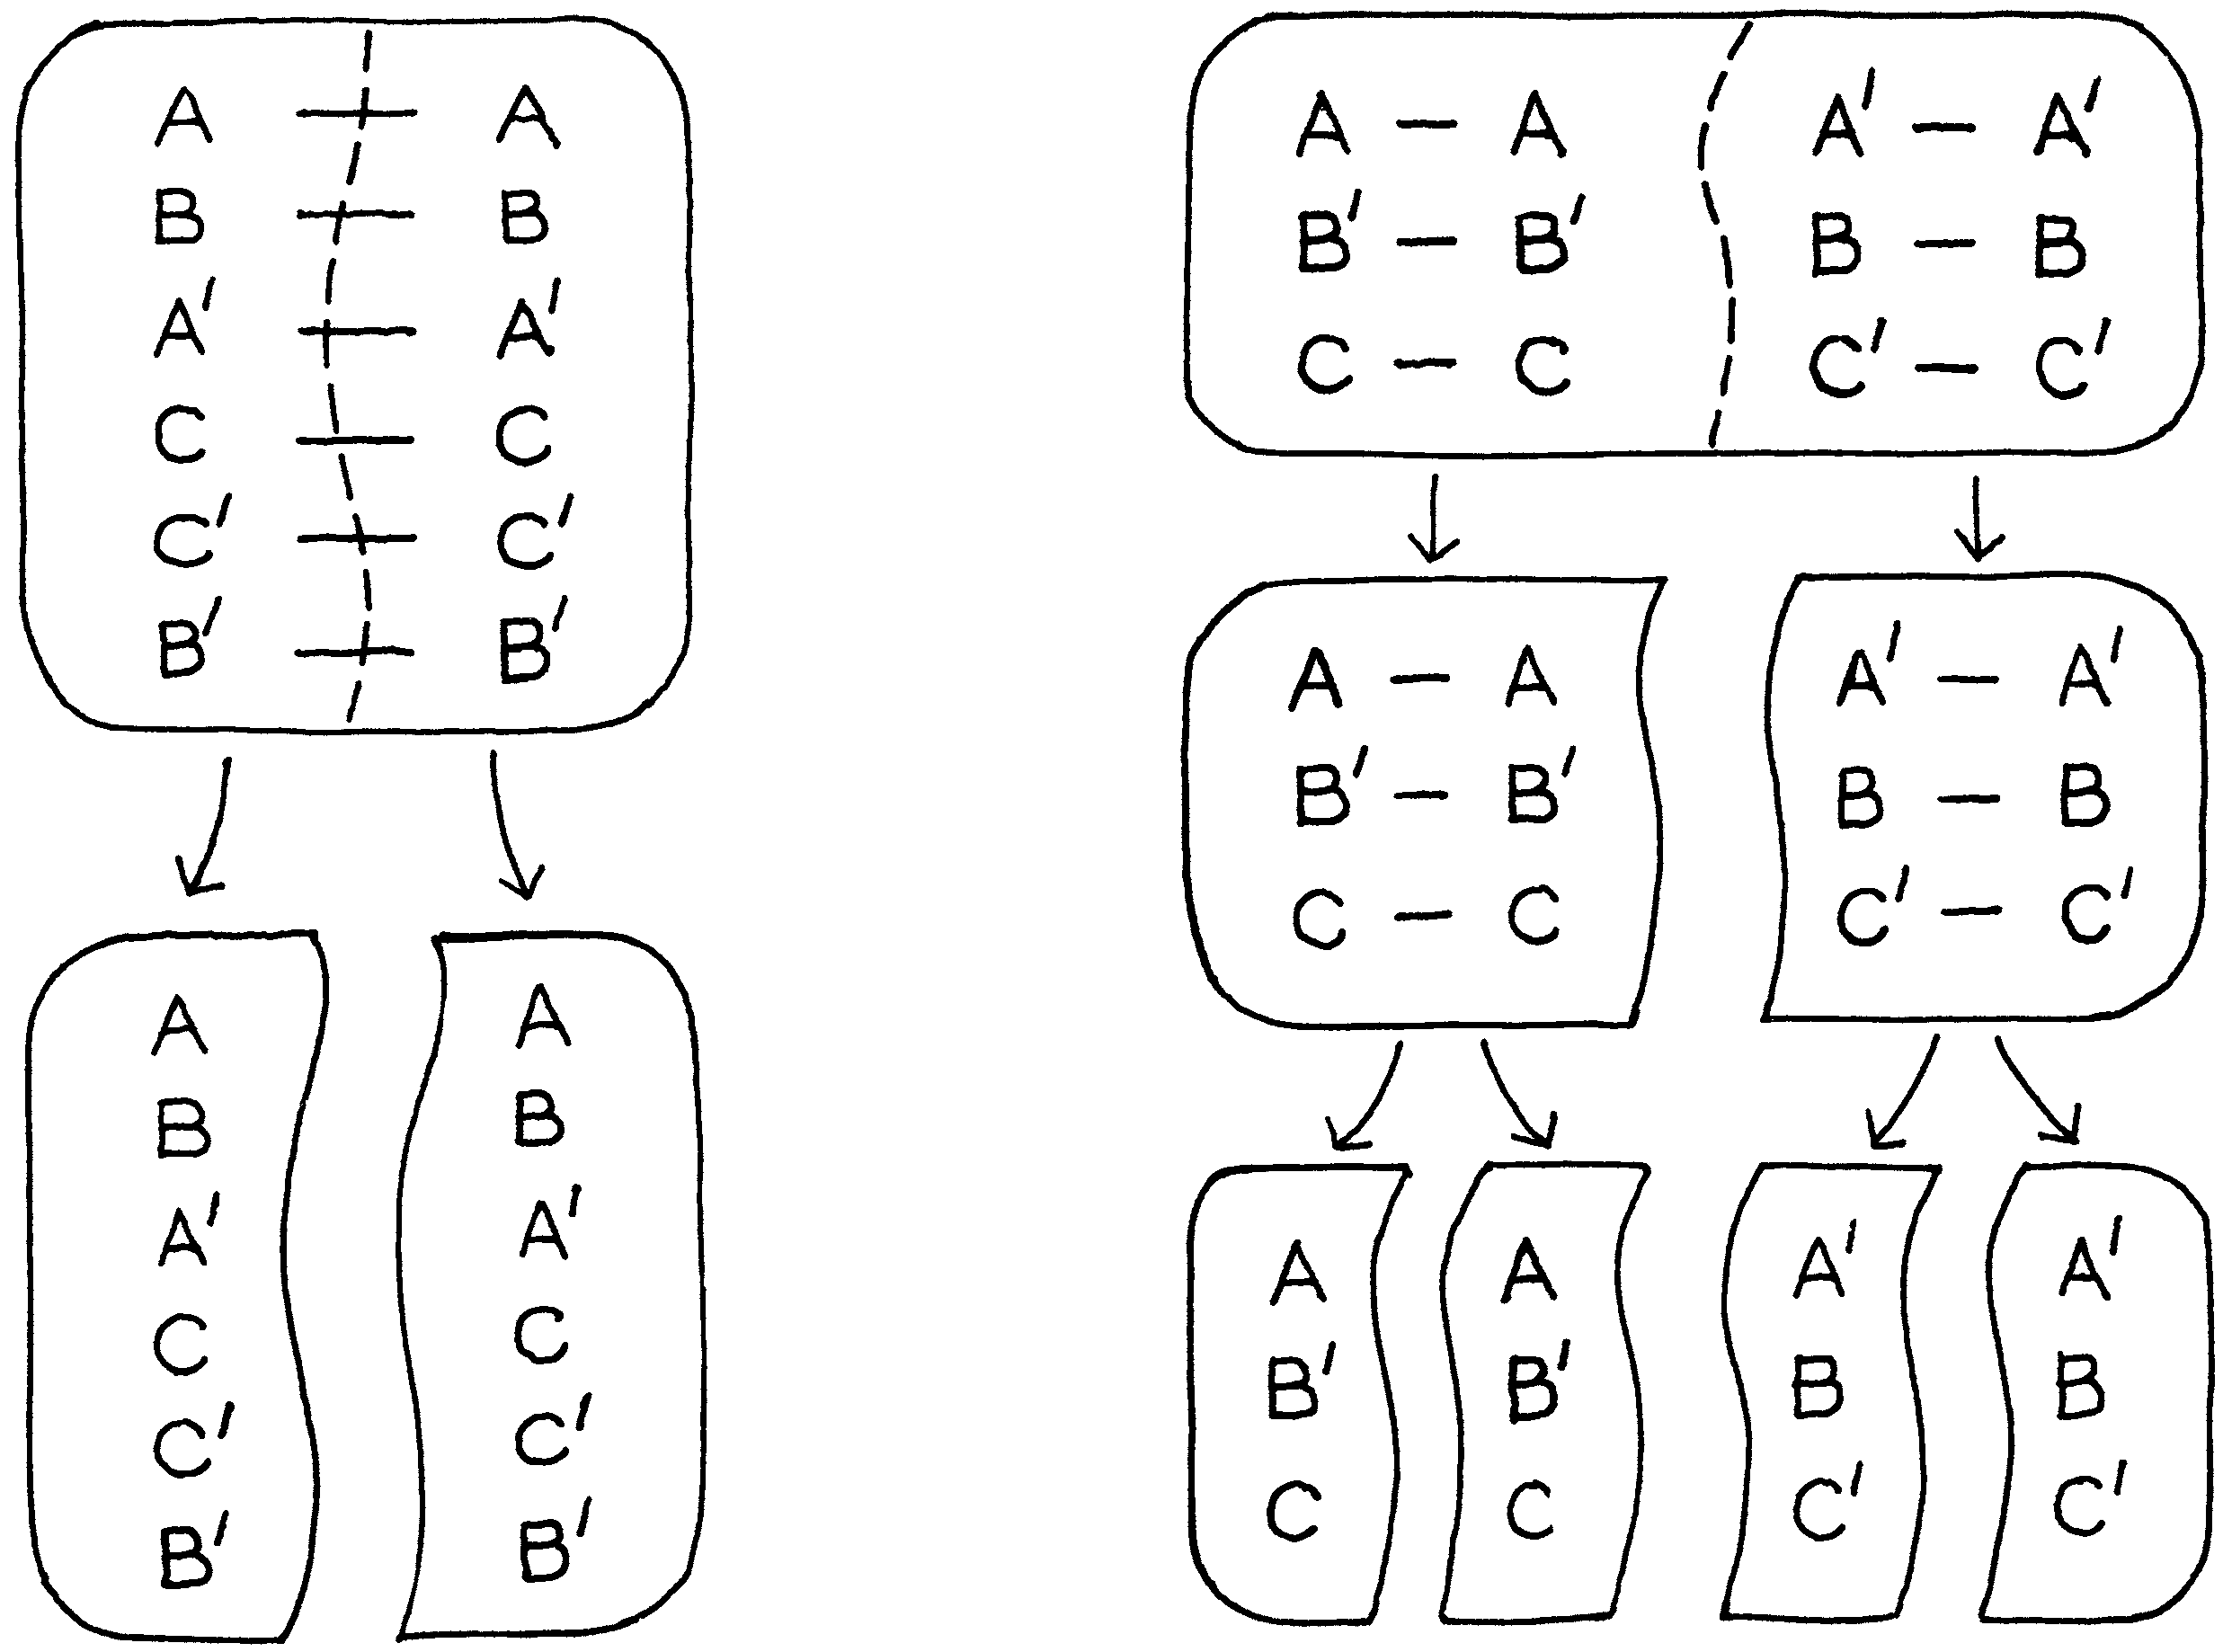 A — A
B — B
A' — A'
C — C
C' — C'
B' — B'
A
B
A'
C
C'
B'
A
B
A'
C
C'
B'
A — A
B' — B'
C — C
A' — A'
B — B
C' — C'
A — A
B' — B'
C — C
A' — A'
B — B
C' — C'
A
B'
C
A
B'
C
A'
B
C'
A'
B
C'